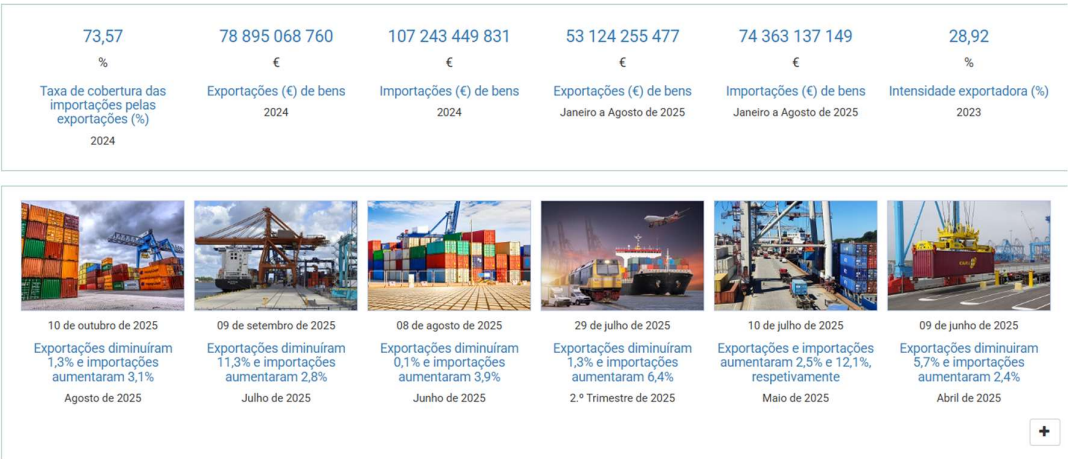 73,57
78 895 068 760
107 243 449 831
53 124 255 477
74 363 137 149
28,92
%
€
€
€
€
%
Taxa de cobertura das
importações pelas
exportações (%)
Exportações (€) de bens
Importações (€) de bens
Exportações (€) de bens
Importações (€) de bens
Intensidade exportadora (%)
2024
2024
2024
Janeiro a Agosto de 2025
Janeiro a Agosto de 2025
2023
10 de outubro de 2025
Exportações diminuíram
1,3% e importações
aumentaram 3,1%
Agosto de 2025
09 de setembro de 2025
Exportações diminuíram
11,3% e importações
aumentaram 2,8%
Julho de 2025
08 de agosto de 2025
Exportações diminuíram
0,1% e importações
aumentaram 3,9%
Junho de 2025
29 de julho de 2025
Exportações diminuíram
1,3% e importações
aumentaram 6,4%
2.º Trimestre de 2025
10 de julho de 2025
Exportações e importações
aumentaram 2,5% e 12,1%,
respetivamente
Maio de 2025
09 de junho de 2025
Exportações diminuiram
5,7% e importações
aumentaram 2,4%
Abril de 2025
+